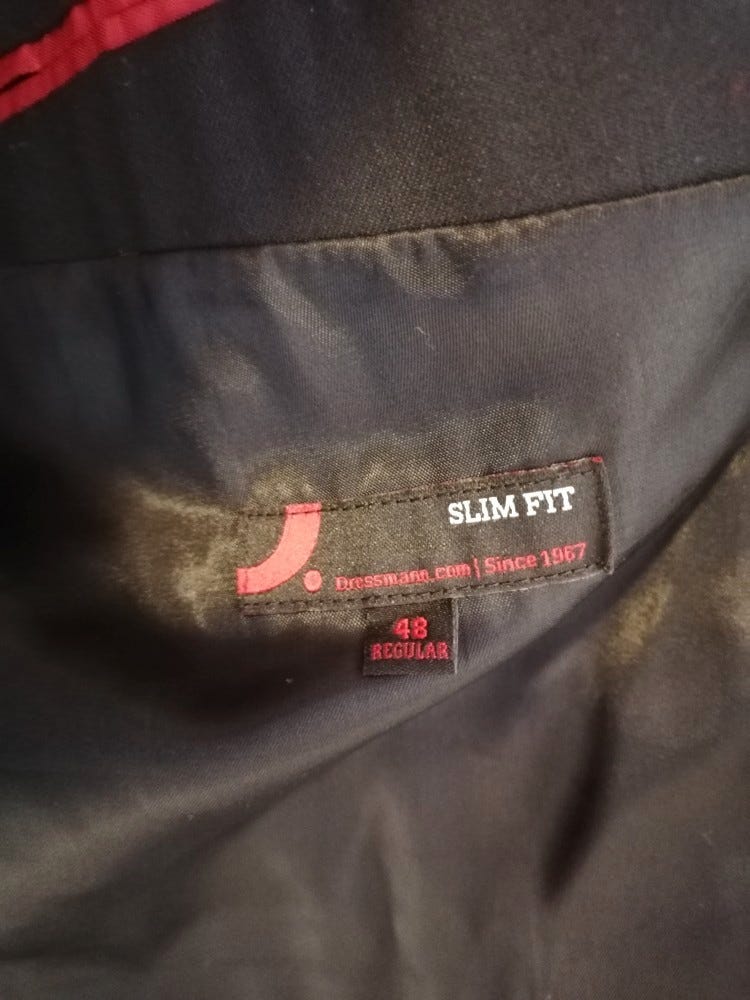 SLIM FIT
Dressmann.com | Since 1967
48
REGULAR